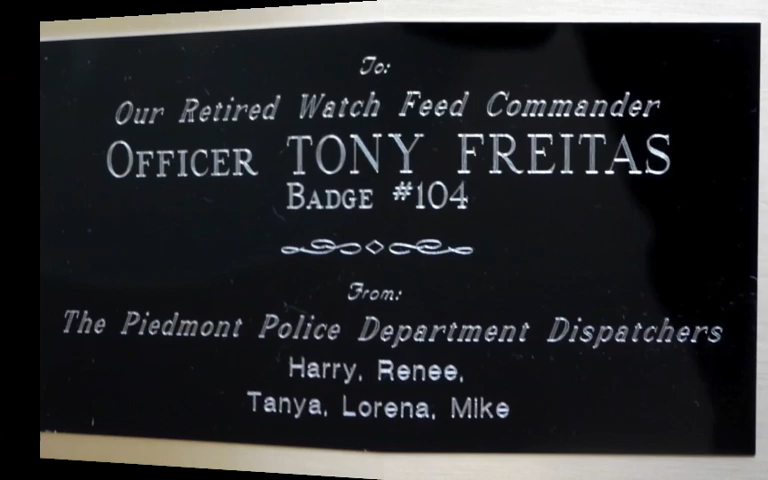 To:
Our Retired Watch Feed Commander
OFFICER TONY FREITAS
BADGE #104
From:
The Piedmont Police Department Dispatchers
Harry, Renee,
Tanya, Lorena, Mike